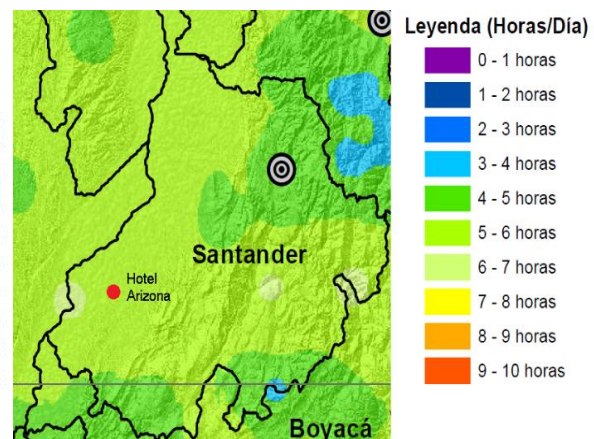 Santander
Hotel
Arizona
Boyacá
Leyenda (Horas/Día)
0 - 1 horas
1 - 2 horas
2 - 3 horas
3 - 4 horas
4 - 5 horas
5 - 6 horas
6 - 7 horas
7 - 8 horas
8 - 9 horas
9 - 10 horas